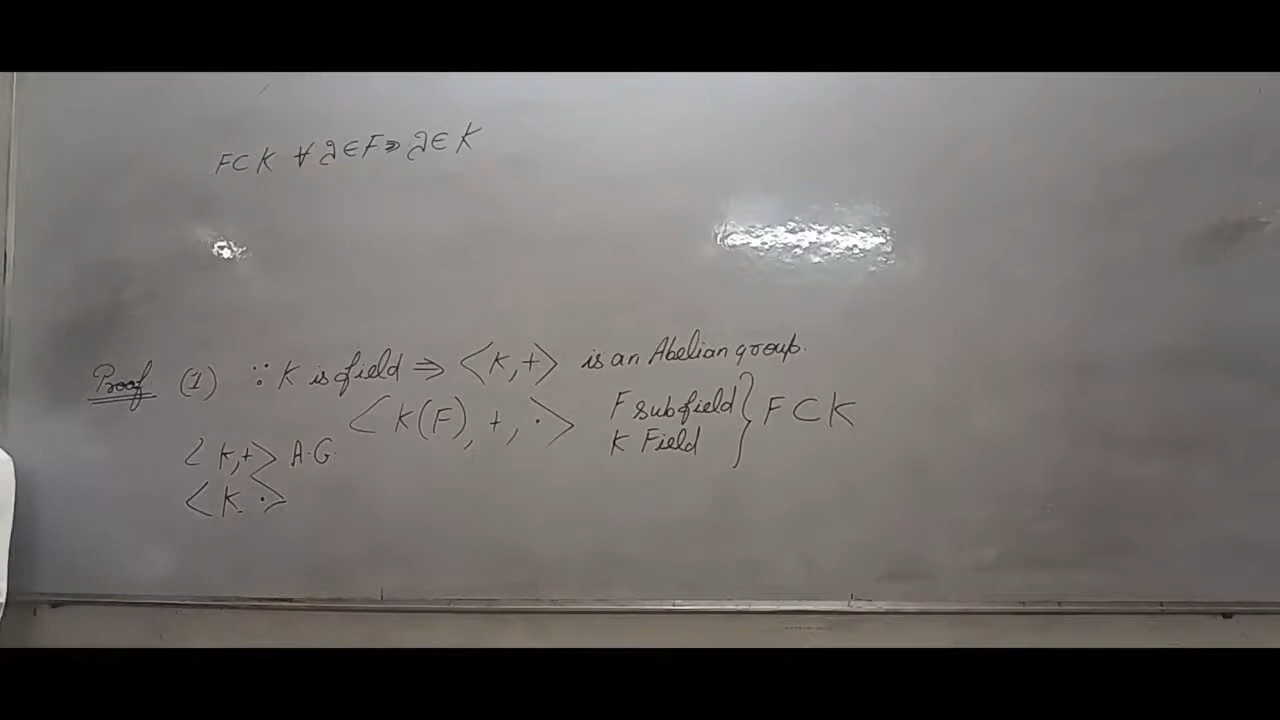 F⊂K ∀ λ∈F⇒ λ∈K
Proof (1) ∵ K is field ⇒ <K,+> is an Abelian group.
<K(F), +, ·> F subfield } F⊂K
K Field
<K,+> A.G.
<K. ·>